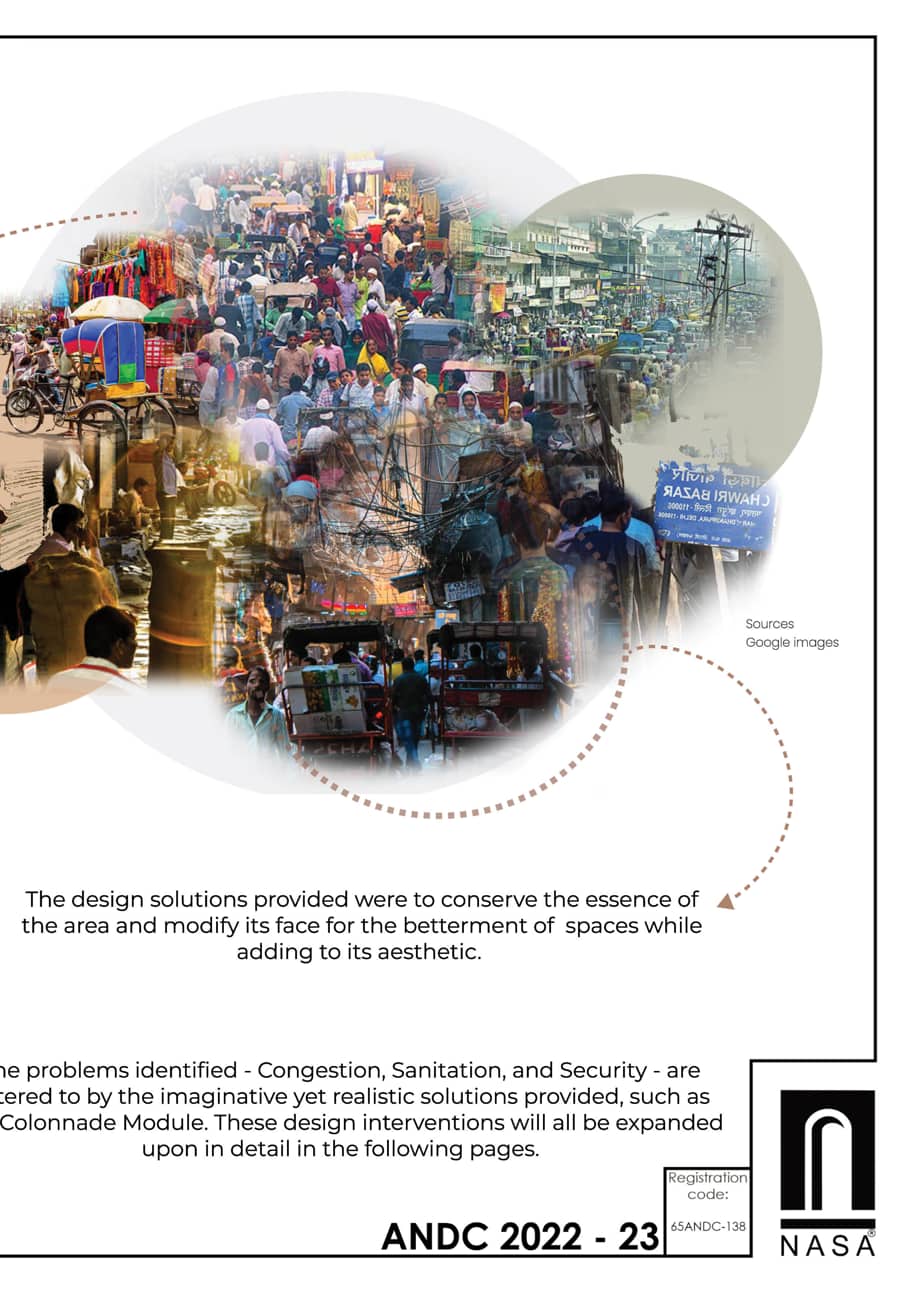 चावड़ी बाज़ार
CHAWRI BAZAR
Sources
Google images
The design solutions provided were to conserve the essence of
the area and modify its face for the betterment of spaces while
adding to its aesthetic.
he problems identified - Congestion, Sanitation, and Security - are
tered to by the imaginative yet realistic solutions provided, such as
Colonnade Module. These design interventions will all be expanded
upon in detail in the following pages.
Registration
code:
65ANDC-138
ANDC 2022 - 23
NASA®